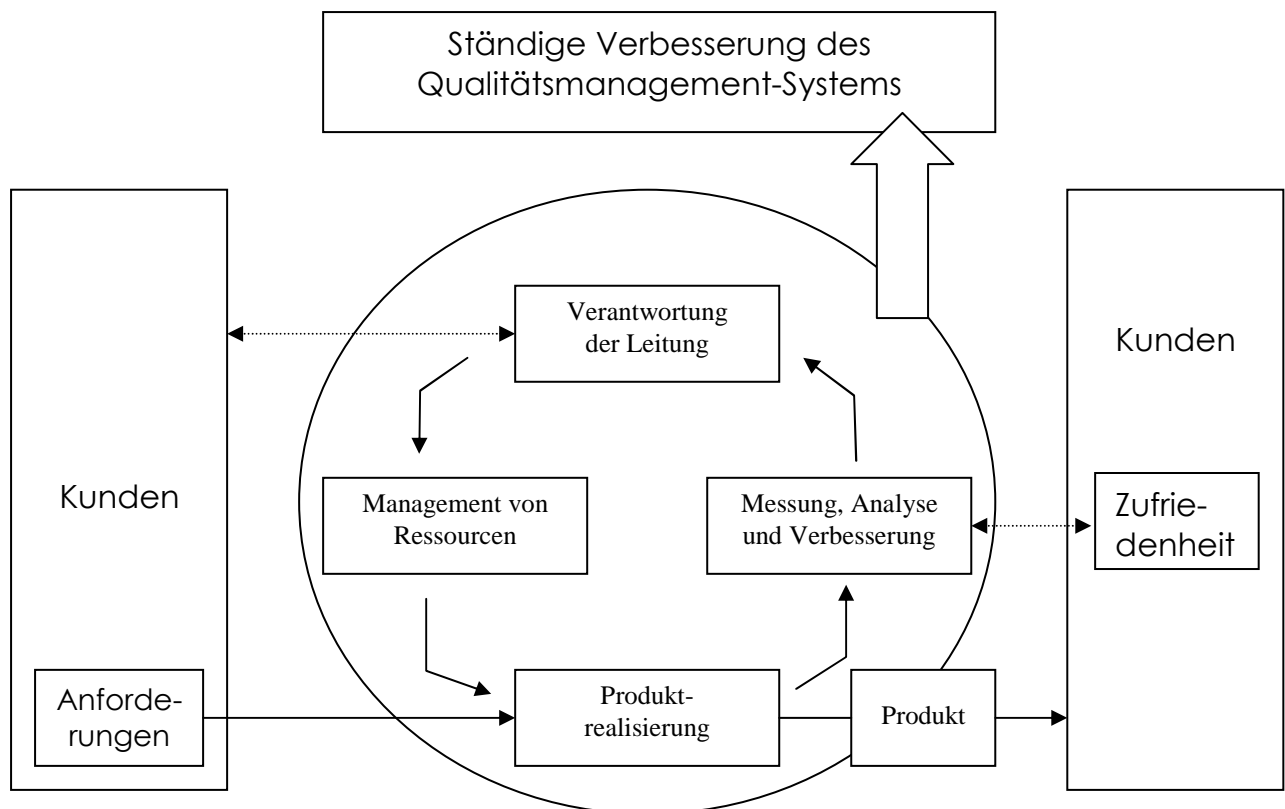 Ständige Verbesserung des
Qualitätsmanagement-Systems
Verantwortung
der Leitung
Kunden
Kunden
Management von
Ressourcen
Messung, Analyse
und Verbesserung
Zufrie-
denheit
Anforde-
rungen
Produkt-
realisierung
Produkt